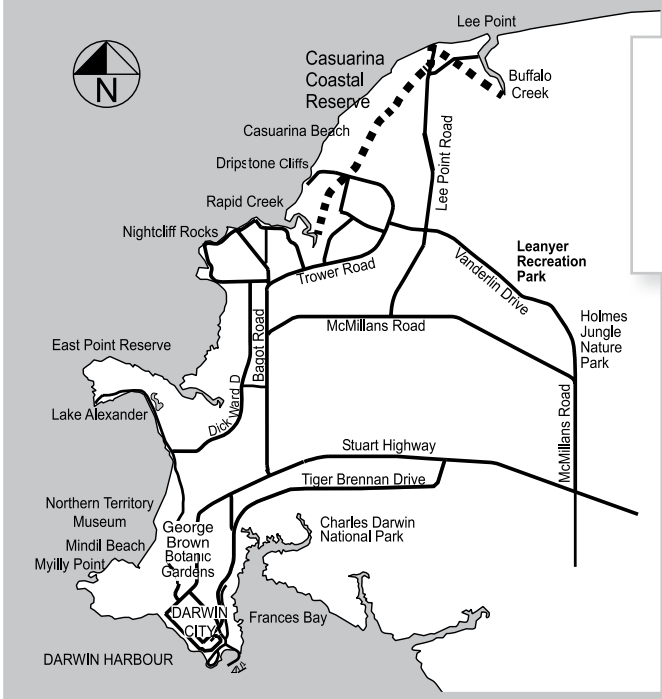 Lee Point
N
Casuarina
Coastal
Reserve
Buffalo
Creek
Casuarina Beach
Dripstone Cliffs
Lee Point Road
Rapid Creek
Nightcliff Rocks
Leanyer
Recreation
Park
Vanderlin Drive
Trower Road
Holmes
Jungle
Nature
Park
McMillans Road
Bagot Road
East Point Reserve
Dick Ward D
Lake Alexander
McMillans Road
Stuart Highway
Tiger Brennan Drive
Northern Territory
Museum
George
Brown
Botanic
Gardens
Charles Darwin
National Park
Mindil Beach
Myilly Point
DARWIN
CITY
Frances Bay
DARWIN HARBOUR